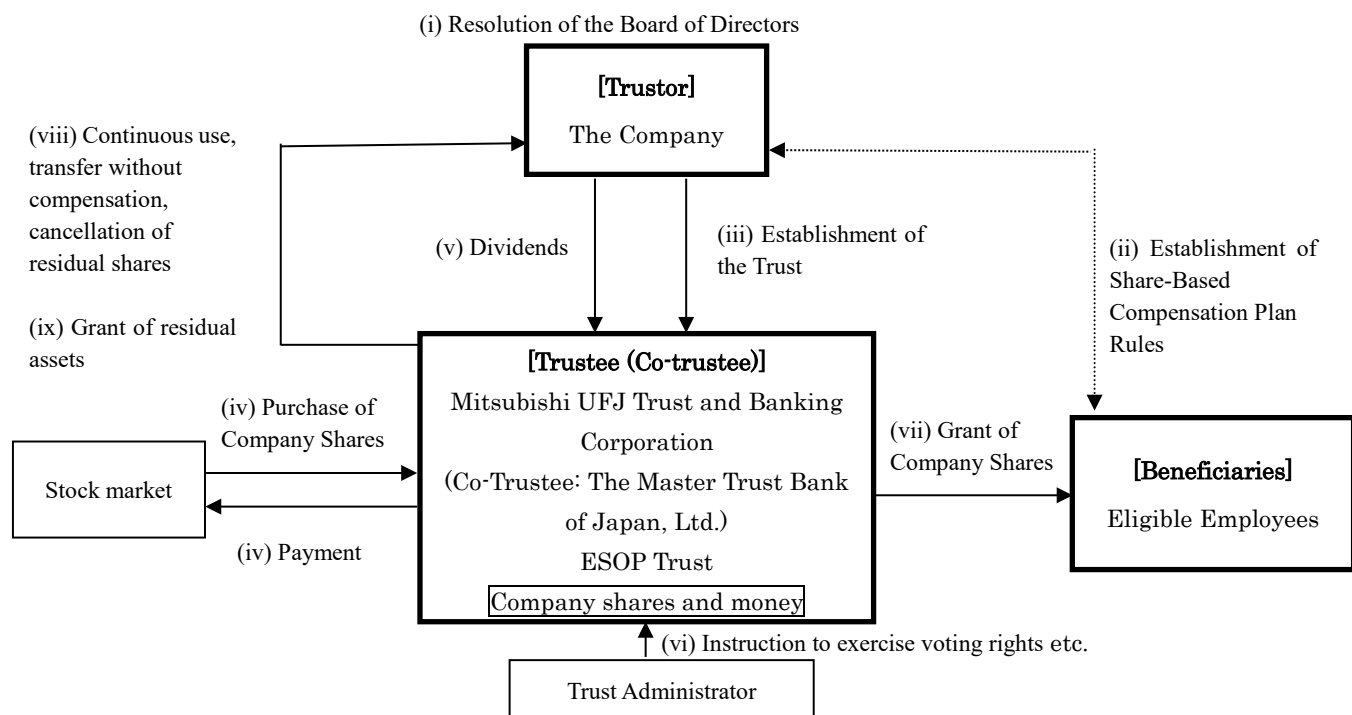 (i) Resolution of the Board of Directors
[Trustor]
The Company
(viii) Continuous use,
transfer without
compensation,
cancellation of
residual shares
(v) Dividends
(iii) Establishment of
the Trust
(ii) Establishment of
Share-Based
Compensation Plan
Rules
(ix) Grant of residual
assets
[Trustee (Co-trustee)]
Mitsubishi UFJ Trust and Banking
Corporation
(Co-Trustee: The Master Trust Bank
of Japan, Ltd.)
ESOP Trust
Company shares and money
(iv) Purchase of
Company Shares
Stock market
(iv) Payment
(vii) Grant of
Company Shares
[Beneficiaries]
Eligible Employees
(vi) Instruction to exercise voting rights etc.
Trust Administrator